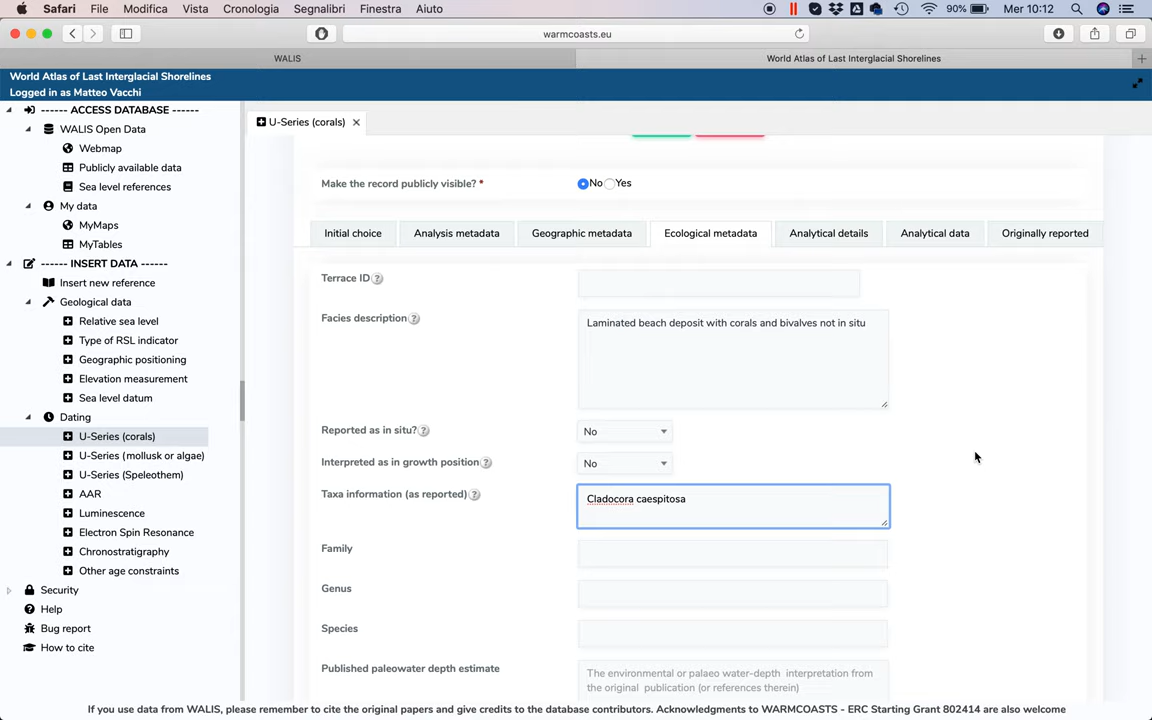 Safari File Modifica Vista Cronologia Segnalibri Finestra Aiuto 90% Mer 10:12
warmcoasts.eu
WALIS World Atlas of Last Interglacial Shorelines
World Atlas of Last Interglacial Shorelines
Logged in as Matteo Vacchi
------ ACCESS DATABASE ------
WALIS Open Data
Webmap
Publicly available data
Sea level references
My data
MyMaps
MyTables
------ INSERT DATA ------
Insert new reference
Geological data
Relative sea level
Type of RSL indicator
Geographic positioning
Elevation measurement
Sea level datum
Dating
U-Series (corals)
U-Series (mollusk or algae)
U-Series (Speleothem)
AAR
Luminescence
Electron Spin Resonance
Chronostratigraphy
Other age constraints
Security
Help
Bug report
How to cite
U-Series (corals)
Make the record publicly visible? * No Yes
Initial choice Analysis metadata Geographic metadata Ecological metadata Analytical details Analytical data Originally reported
Terrace ID ?
Facies description ? Laminated beach deposit with corals and bivalves not in situ
Reported as in situ? ? No
Interpreted as in growth position ? No
Taxa information (as reported) ? Cladocora caespitosa
Family
Genus
Species
Published paleowater depth estimate The environmental or palaeo water-depth interpretation from
the original publication (or references therein)
If you use data from WALIS, please remember to cite the original papers and give credits to the database contributors. Acknowledgments to WARMCOASTS - ERC Starting Grant 802414 are also welcome